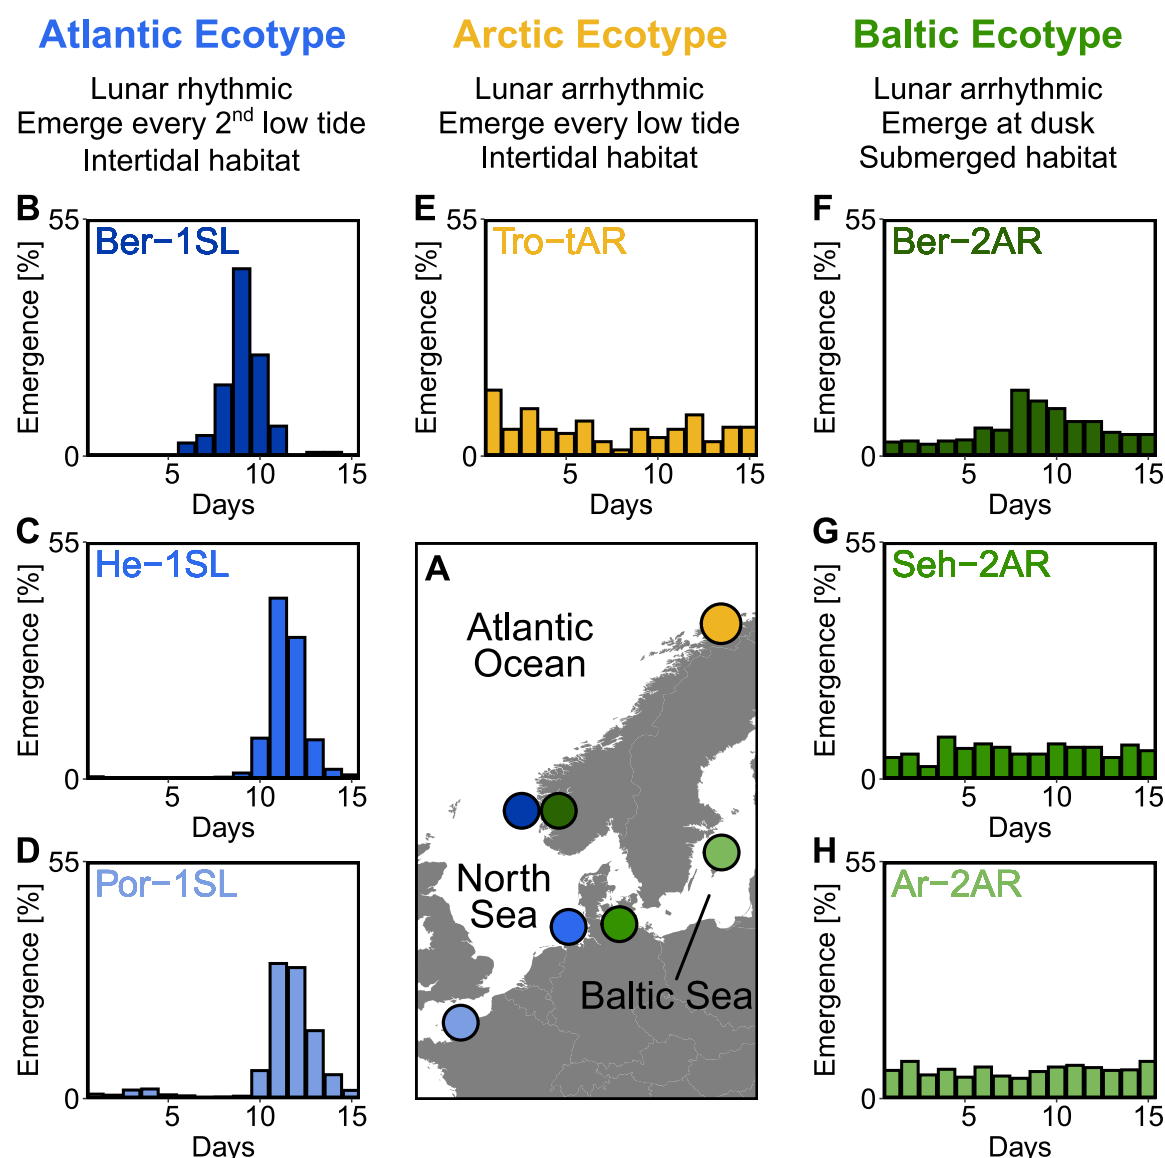 Atlantic Ecotype
Lunar rhythmic
Emerge every 2nd low tide
Intertidal habitat
Arctic Ecotype
Lunar arrhythmic
Emerge every low tide
Intertidal habitat
Baltic Ecotype
Lunar arrhythmic
Emerge at dusk
Submerged habitat
B
55
Ber−1SL
Emergence [%]
0
5
10
15
Days
E
55
Tro−tAR
Emergence [%]
0
5
10
15
Days
F
55
Ber−2AR
Emergence [%]
0
5
10
15
Days
C
55
He−1SL
Emergence [%]
0
5
10
15
Days
A
Atlantic
Ocean
North
Sea
Baltic Sea
G
55
Seh−2AR
Emergence [%]
0
5
10
15
Days
D
55
Por−1SL
Emergence [%]
0
5
10
15
Days
H
55
Ar−2AR
Emergence [%]
0
5
10
15
Days